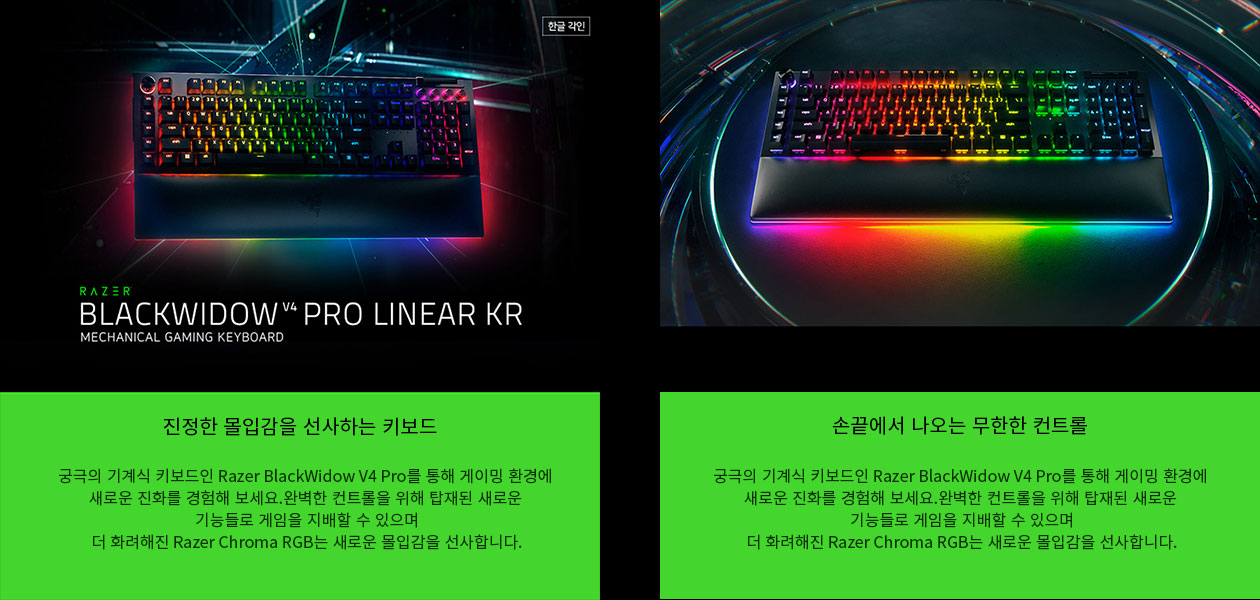 한글 각인
RAZER
BLACKWIDOW V4 PRO LINEAR KR
MECHANICAL GAMING KEYBOARD
진정한 몰입감을 선사하는 키보드
궁극의 기계식 키보드인 Razer BlackWidow V4 Pro를 통해 게이밍 환경에
새로운 진화를 경험해 보세요.완벽한 컨트롤을 위해 탑재된 새로운
기능들로 게임을 지배할 수 있으며
더 화려해진 Razer Chroma RGB는 새로운 몰입감을 선사합니다.
손끝에서 나오는 무한한 컨트롤
궁극의 기계식 키보드인 Razer BlackWidow V4 Pro를 통해 게이밍 환경에
새로운 진화를 경험해 보세요.완벽한 컨트롤을 위해 탑재된 새로운
기능들로 게임을 지배할 수 있으며
더 화려해진 Razer Chroma RGB는 새로운 몰입감을 선사합니다.